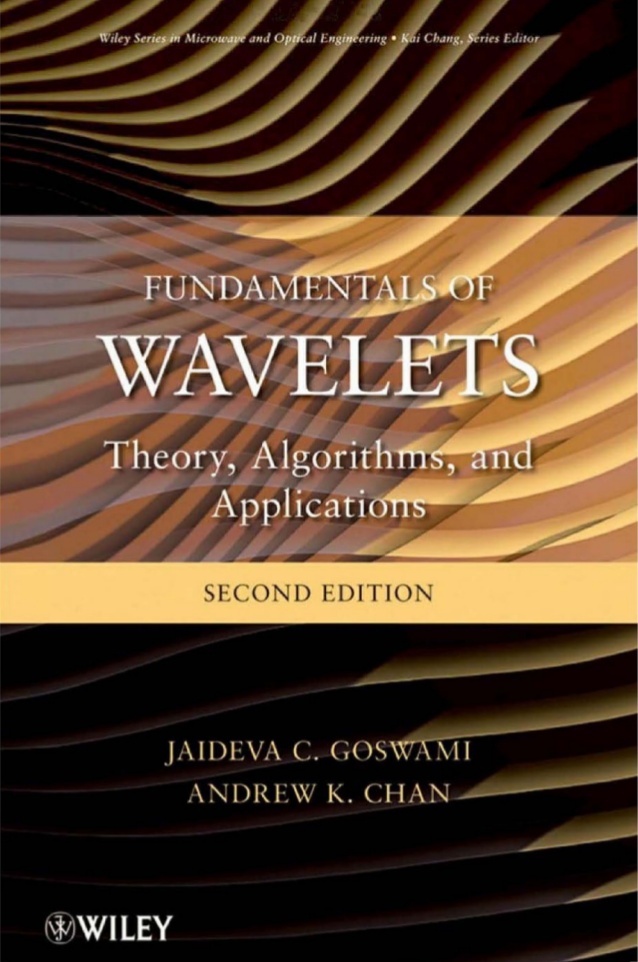 Wiley Series in Microwave and Optical Engineering • Kai Chang, Series Editor
FUNDAMENTALS OF
WAVELETS
Theory, Algorithms, and
Applications
SECOND EDITION
JAIDEVA C. GOSWAMI
ANDREW K. CHAN
WILEY